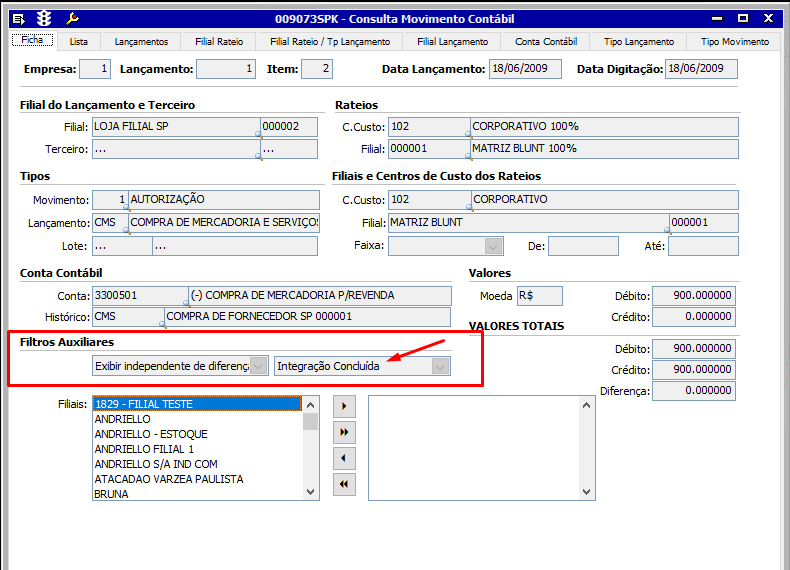 009073SPK - Consulta Movimento Contábil
Ficha Lista Lançamentos Filial Rateio Filial Rateio / Tp Lançamento Filial Lançamento Conta Contábil Tipo Lançamento Tipo Movimento
Empresa: 1 Lançamento: 1 Item: 2 Data Lançamento: 18/06/2009 Data Digitação: 18/06/2009
Filial do Lançamento e Terceiro
Filial: LOJA FILIAL SP 000002
Terceiro: ... ...
Rateios
C.Custo: 102 CORPORATIVO 100%
Filial: 000001 MATRIZ BLUNT 100%
Tipos
Movimento: 1 AUTORIZAÇÃO
Lançamento: CMS COMPRA DE MERCADORIA E SERVIÇOS
Lote: ... ...
Filiais e Centros de Custo dos Rateios
C.Custo: 102 CORPORATIVO
Filial: MATRIZ BLUNT 000001
Faixa: De: Até:
Conta Contábil
Conta: 3300501 (-) COMPRA DE MERCADORIA P/REVENDA
Histórico: CMS COMPRA DE FORNECEDOR SP 000001
Valores
Moeda R$ Débito: 900.000000
Crédito: 0.000000
VALORES TOTAIS
Débito: 900.000000
Crédito: 900.000000
Diferença: 0.000000
Filtros Auxiliares
Exibir independente de diferença Integração Concluída
Filiais: 1829 - FILIAL TESTE
ANDRIELLO
ANDRIELLO - ESTOQUE
ANDRIELLO FILIAL 1
ANDRIELLO S/A IND COM
ATACADAO VARZEA PAULISTA
BRUNA